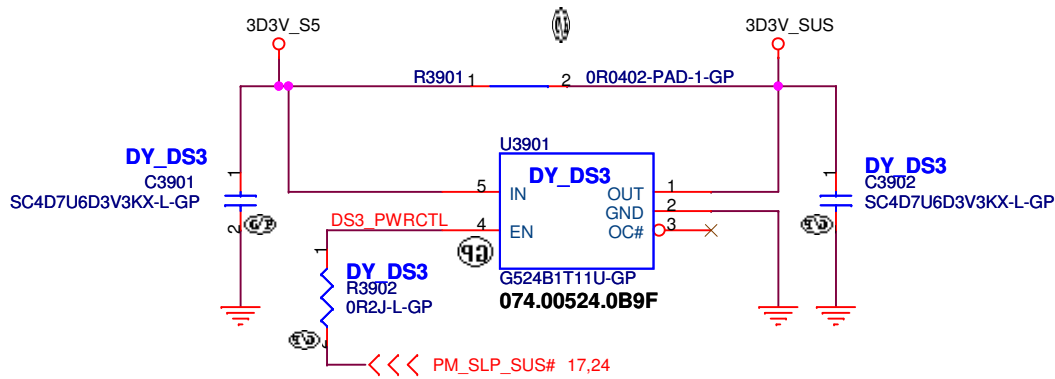 3D3V_S5
3D3V_SUS
R3901 1 2 0R0402-PAD-1-GP
U3901
DY_DS3
1
C3901
SC4D7U6D3V3KX-L-GP
2
DY_DS3
5 IN OUT 1
GND 2
DS3_PWRCTL 4 EN OC# 3
G524B1T11U-GP
074.00524.0B9F
DY_DS3
1
C3902
SC4D7U6D3V3KX-L-GP
1
DY_DS3
R3902
0R2J-L-GP
PM_SLP_SUS# 17,24